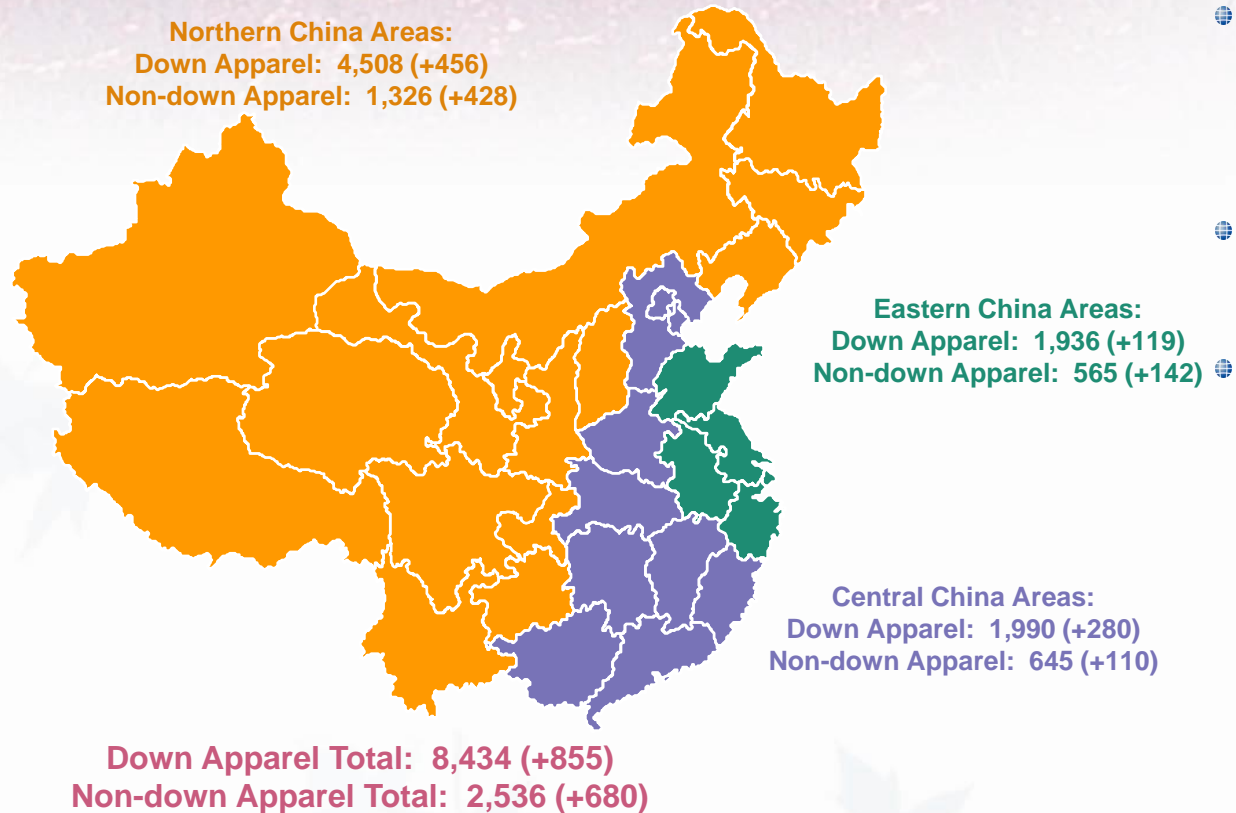 Northern China Areas:
Down Apparel: 4,508 (+456)
Non-down Apparel: 1,326 (+428)
Eastern China Areas:
Down Apparel: 1,936 (+119)
Non-down Apparel: 565 (+142)
Central China Areas:
Down Apparel: 1,990 (+280)
Non-down Apparel: 645 (+110)
Down Apparel Total: 8,434 (+855)
Non-down Apparel Total: 2,536 (+680)